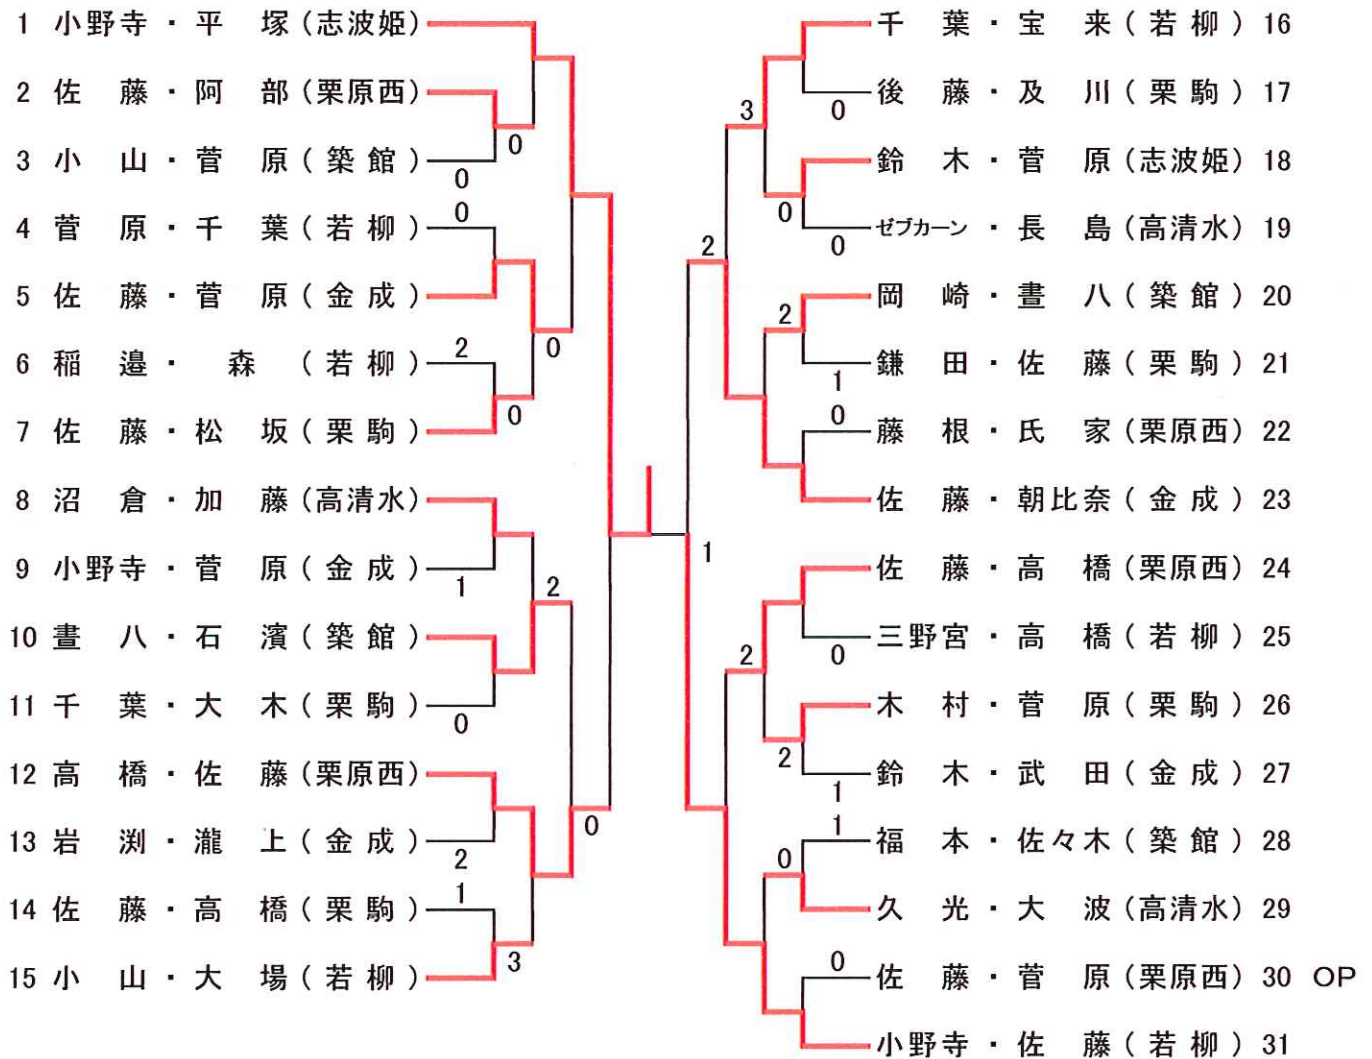 1 小野寺・平 塚(志波姫)
2 佐 藤・阿 部(栗原西)
0
3 小 山・菅 原(築 館)
0
0
4 菅 原・千 葉(若 柳)
5 佐 藤・菅 原(金 成)
2
0
6 稲 邉・ 森 (若 柳)
0
7 佐 藤・松 坂(栗 駒)
8 沼 倉・加 藤(高清水)
9 小野寺・菅 原(金 成)
1
2
10 晝 八・石 濱(築 館)
11 千 葉・大 木(栗 駒)
0
12 高 橋・佐 藤(栗原西)
0
13 岩 渕・瀧 上(金 成)
2
1
14 佐 藤・高 橋(栗 駒)
3
15 小 山・大 場(若 柳)
千 葉・宝 来(若 柳)16
後 藤・及 川(栗 駒)17
0
3
鈴 木・菅 原(志波姫)18
0
ゼブカーン・長 島(高清水)19
0
2
岡 崎・晝 八(築 館)20
2
鎌 田・佐 藤(栗 駒)21
1
0
藤 根・氏 家(栗原西)22
佐 藤・朝比奈(金 成)23
1
佐 藤・高 橋(栗原西)24
三野宮・高 橋(若 柳)25
0
2
木 村・菅 原(栗 駒)26
2
鈴 木・武 田(金 成)27
1
1
福 本・佐々木(築 館)28
0
久 光・大 波(高清水)29
0
佐 藤・菅 原(栗原西)30 OP
小野寺・佐 藤(若 柳)31